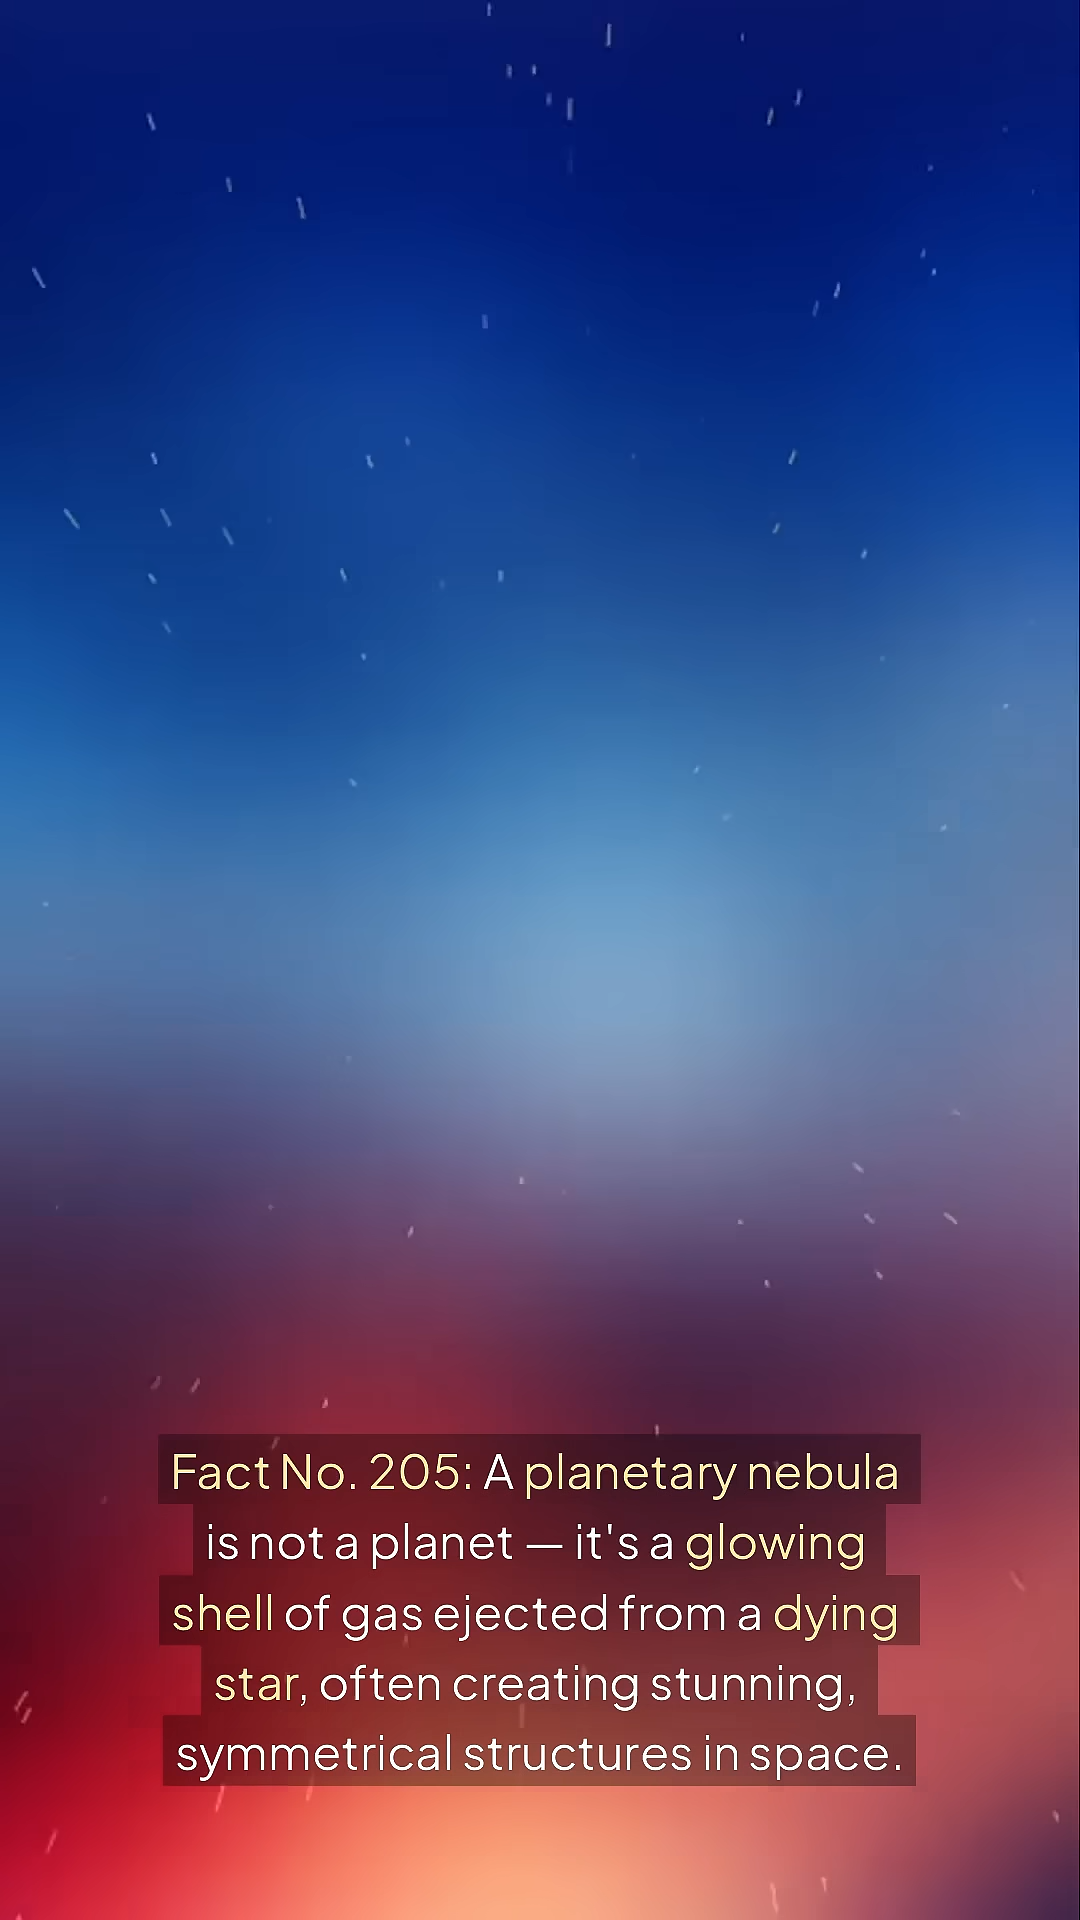 Fact No. 205: A planetary nebula
is not a planet — it's a glowing
shell of gas ejected from a dying
star, often creating stunning,
symmetrical structures in space.